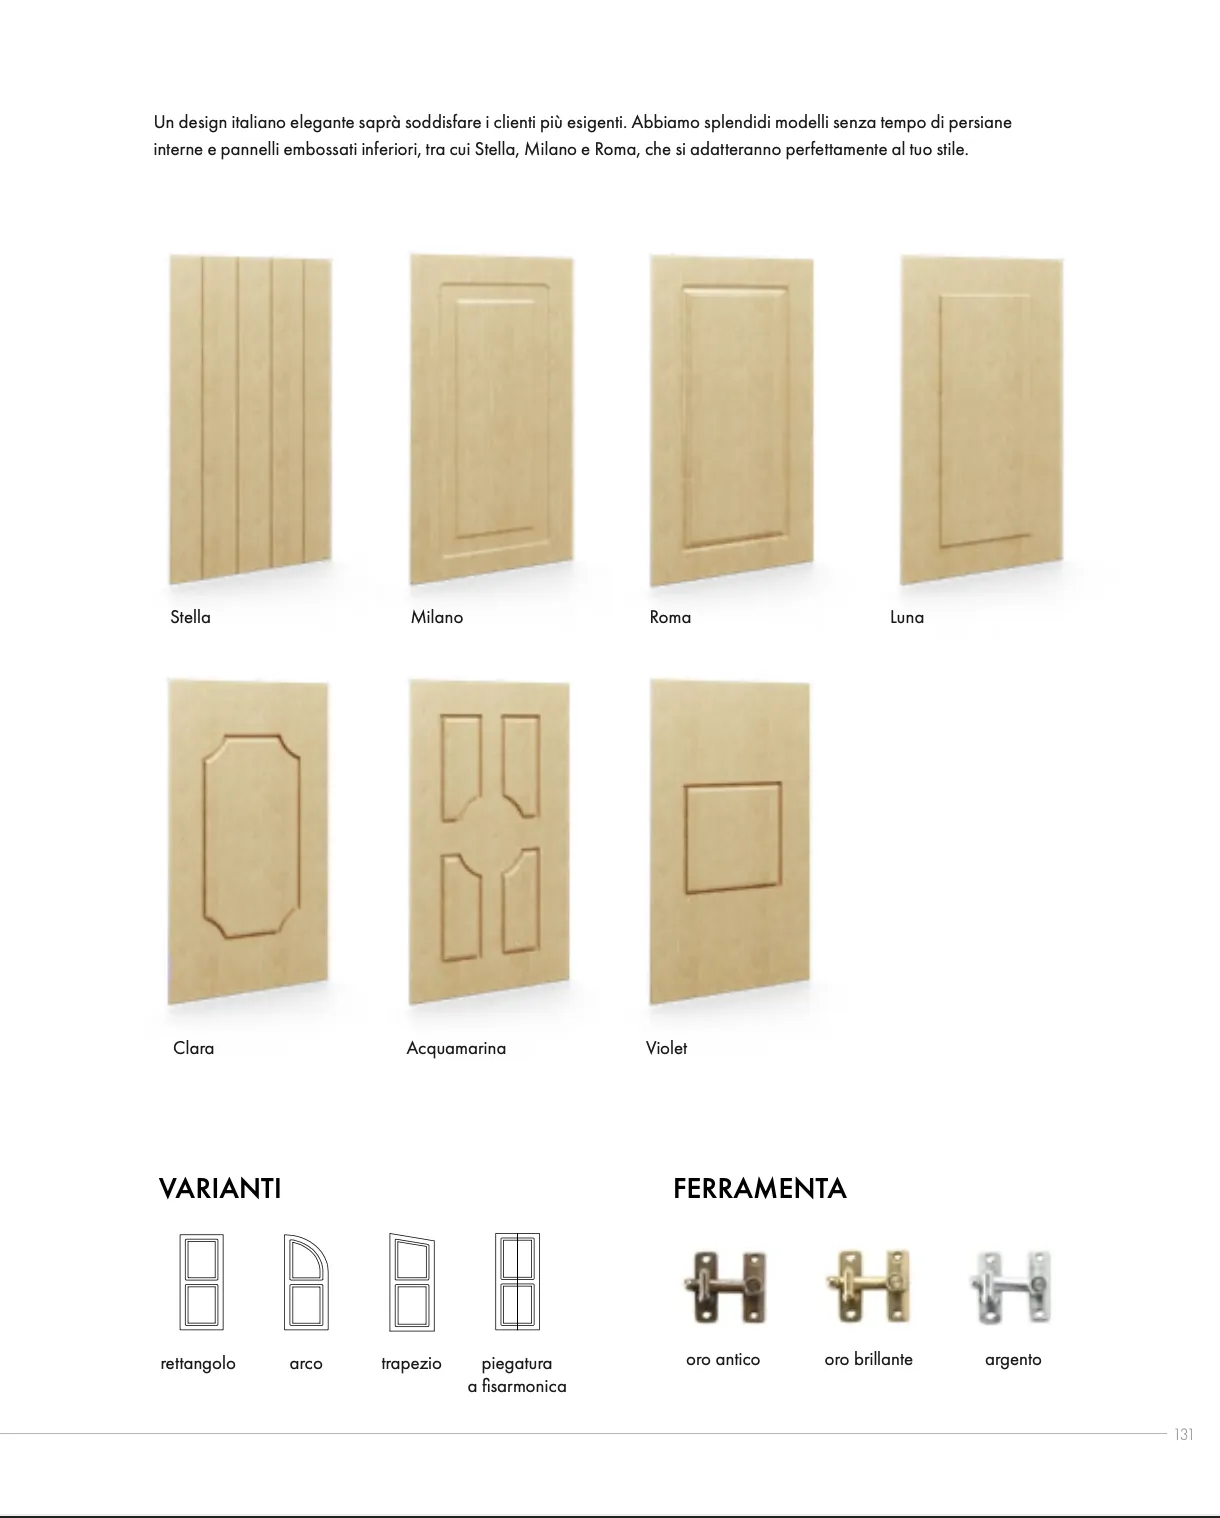 Un design italiano elegante saprà soddisfare i clienti più esigenti. Abbiamo splendidi modelli senza tempo di persiane
interne e pannelli embossati inferiori, tra cui Stella, Milano e Roma, che si adatteranno perfettamente al tuo stile.
Stella
Milano
Roma
Luna
Clara
Acquamarina
Violet
VARIANTI
rettangolo
arco
trapezio
piegatura
a fisarmonica
FERRAMENTA
oro antico
oro brillante
argento
131